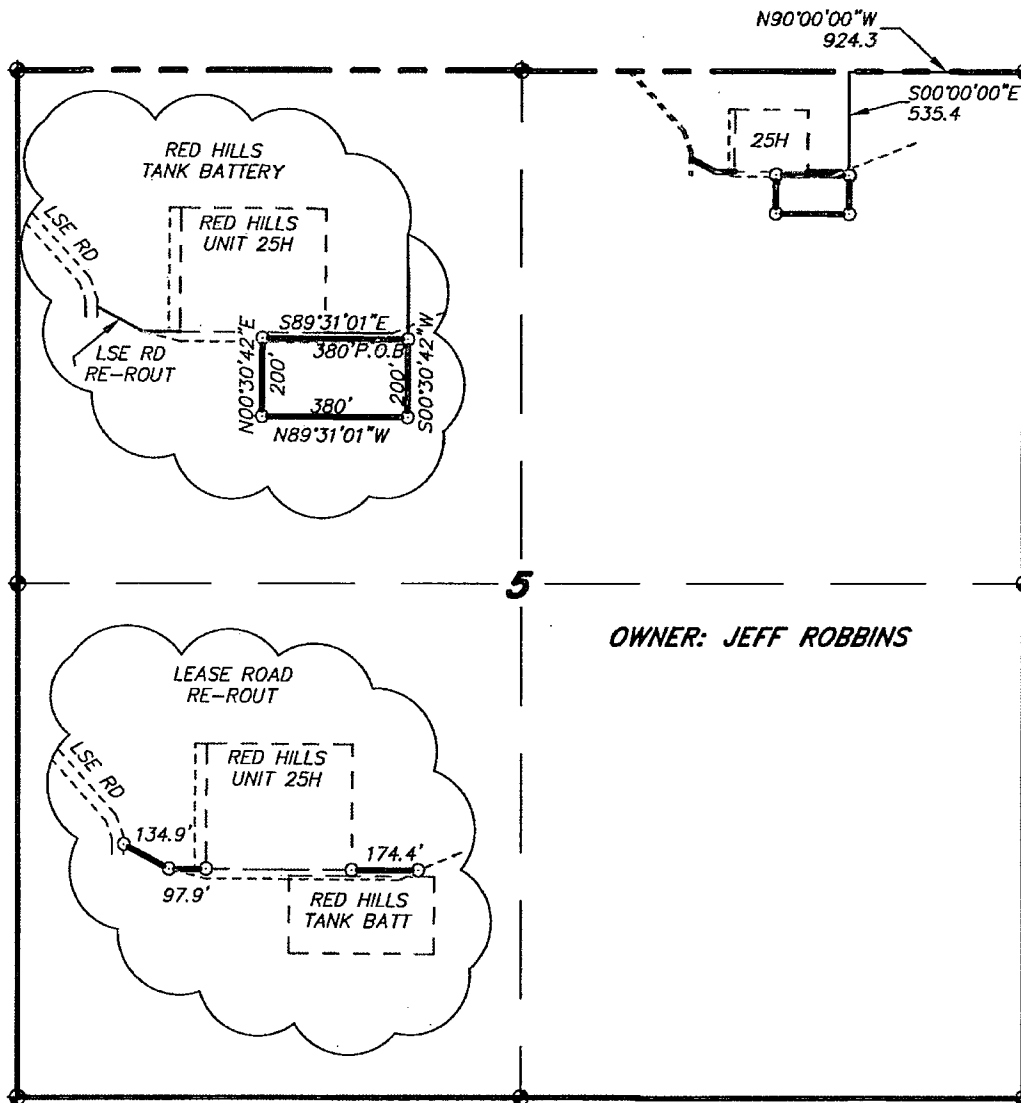 N90°00'00"W
924.3
S00°00'00"E
535.4
25H
RED HILLS
TANK BATTERY
LSE RD
RED HILLS
UNIT 25H
LSE RD
RE-ROUT
S89°31'01"E
380' P.O.B
N00°30'42"E
200'
200'
S00°30'42"W
380'
N89°31'01"W
5
OWNER: JEFF ROBBINS
LEASE ROAD
RE-ROUT
LSE RD
RED HILLS
UNIT 25H
134.9'
97.9'
174.4'
RED HILLS
TANK BATT